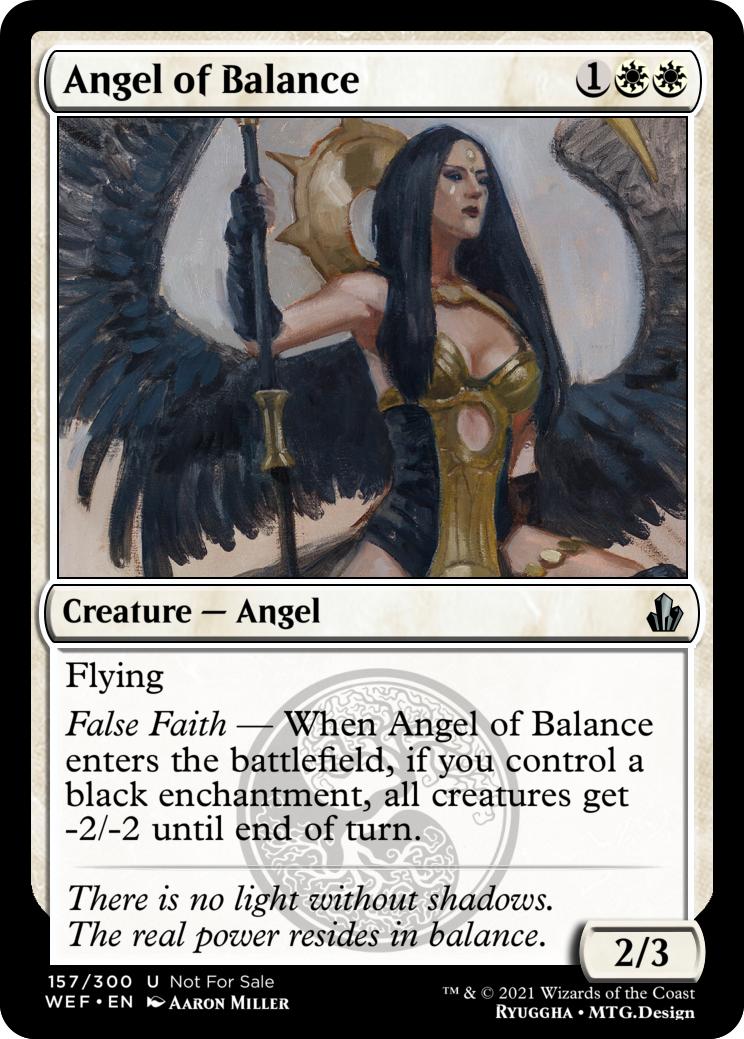 Angel of Balance 1
Creature — Angel
Flying
False Faith — When Angel of Balance
enters the battlefield, if you control a
black enchantment, all creatures get
-2/-2 until end of turn.
There is no light without shadows.
The real power resides in balance.
2/3
157/300 U Not For Sale
WEF • EN Aaron Miller
™ & © 2021 Wizards of the Coast
Ryuggha • MTG.Design